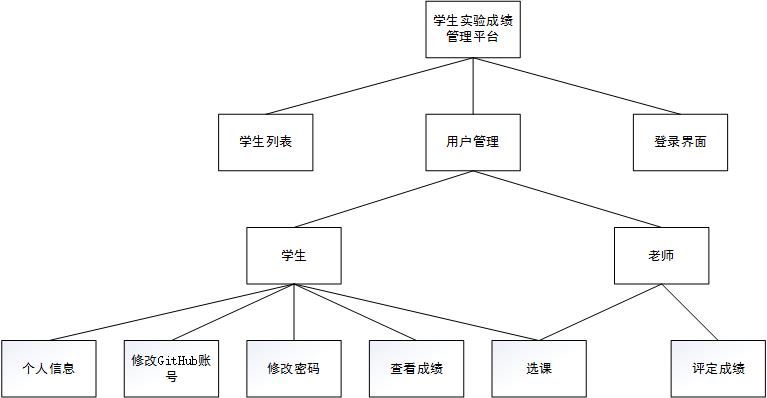 学生实验成绩
管理平台
学生列表
用户管理
登录界面
学生
老师
个人信息
修改GitHub账
号
修改密码
查看成绩
选课
评定成绩